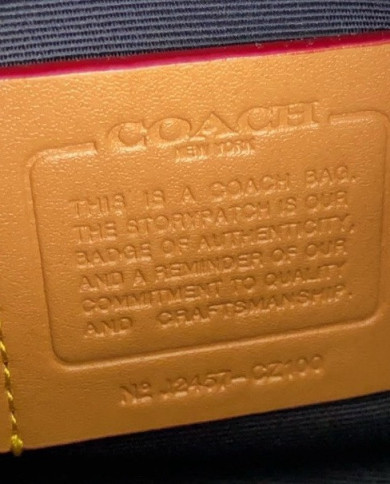 COACH
NEW YORK
THIS IS A COACH BAG.
THE STORYPATCH IS OUR
BADGE OF AUTHENTICITY,
AND A REMINDER OF OUR
COMMITMENT TO QUALITY
AND CRAFTSMANSHIP.
Nº J2457-CZ100